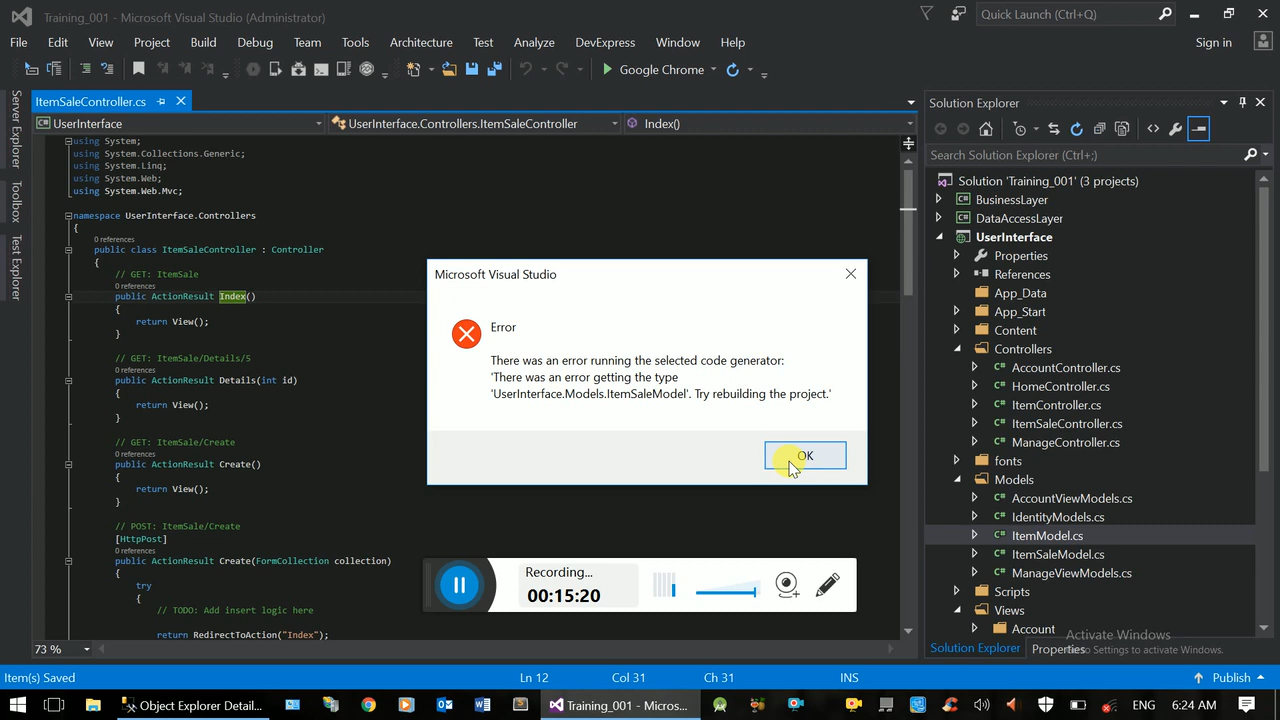 Training_001 - Microsoft Visual Studio (Administrator)
Quick Launch (Ctrl+Q)
File Edit View Project Build Debug Team Tools Architecture Test Analyze DevExpress Window Help
Sign in
Google Chrome
Server Explorer
Toolbox
Test Explorer
ItemSaleController.cs
UserInterface
UserInterface.Controllers.ItemSaleController
Index()
using System;
using System.Collections.Generic;
using System.Linq;
using System.Web;
using System.Web.Mvc;
namespace UserInterface.Controllers
{
0 references
public class ItemSaleController : Controller
{
// GET: ItemSale
0 references
public ActionResult Index()
{
return View();
}
// GET: ItemSale/Details/5
0 references
public ActionResult Details(int id)
{
return View();
}
// GET: ItemSale/Create
0 references
public ActionResult Create()
{
return View();
}
// POST: ItemSale/Create
[HttpPost]
0 references
public ActionResult Create(FormCollection collection)
{
try
{
// TODO: Add insert logic here
return RedirectToAction("Index");
73 %
Microsoft Visual Studio
Error
There was an error running the selected code generator:
'There was an error getting the type
'UserInterface.Models.ItemSaleModel'. Try rebuilding the project.'
OK
Recording...
00:15:20
Solution Explorer
Search Solution Explorer (Ctrl+;)
Solution 'Training_001' (3 projects)
BusinessLayer
DataAccessLayer
UserInterface
Properties
References
App_Data
App_Start
Content
Controllers
C# AccountController.cs
C# HomeController.cs
C# ItemController.cs
C# ItemSaleController.cs
C# ManageController.cs
fonts
Models
C# AccountViewModels.cs
C# IdentityModels.cs
C# ItemModel.cs
C# ItemSaleModel.cs
C# ManageViewModels.cs
Scripts
Views
Account
Activate Windows
Solution Explorer
Properties
to Settings to activate Windows.
Item(s) Saved
Ln 12
Col 31
Ch 31
INS
Publish
Object Explorer Detail...
Training_001 - Micros...
6:24 AM